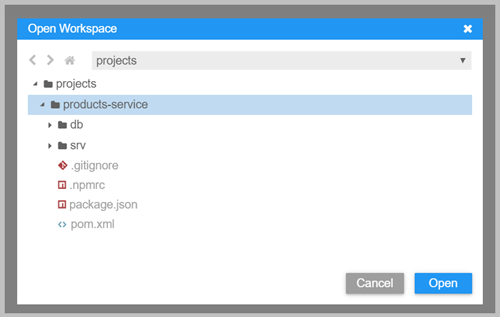 Open Workspace
projects
projects
products-service
db
srv
.gitignore
.npmrc
package.json
pom.xml
Cancel Open